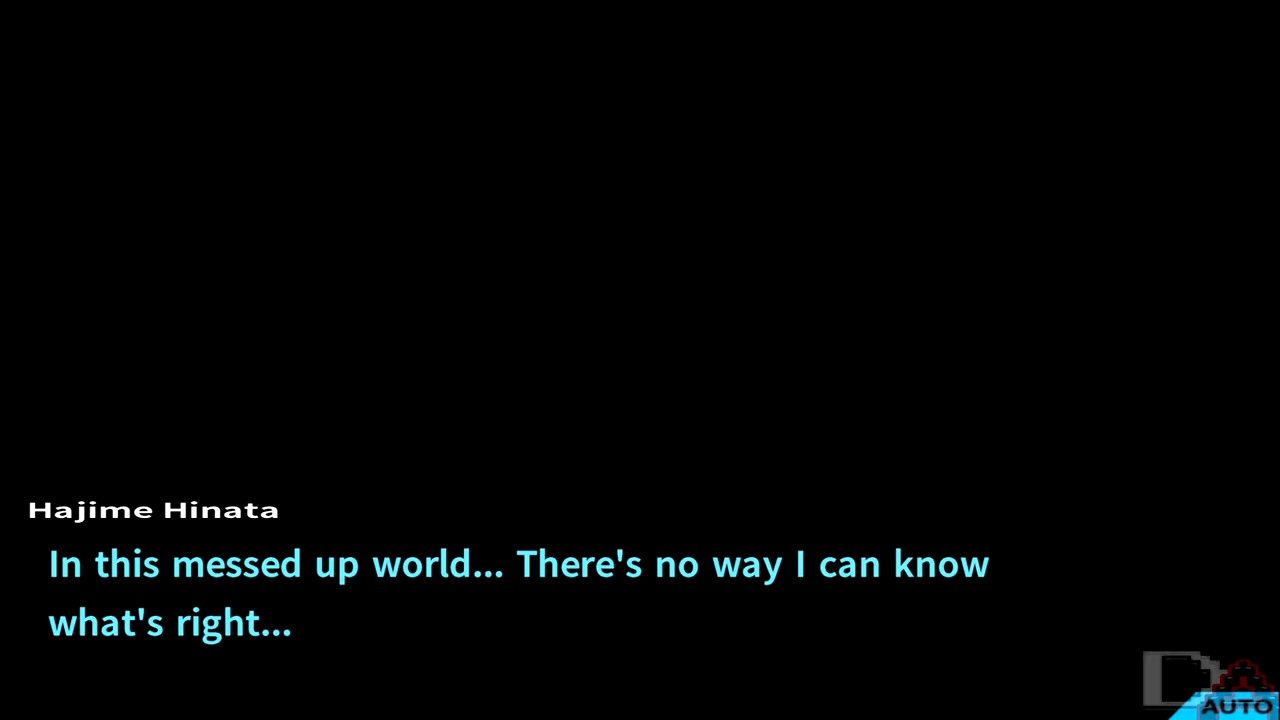 Hajime Hinata
In this messed up world... There's no way I can know
what's right...
AUTO